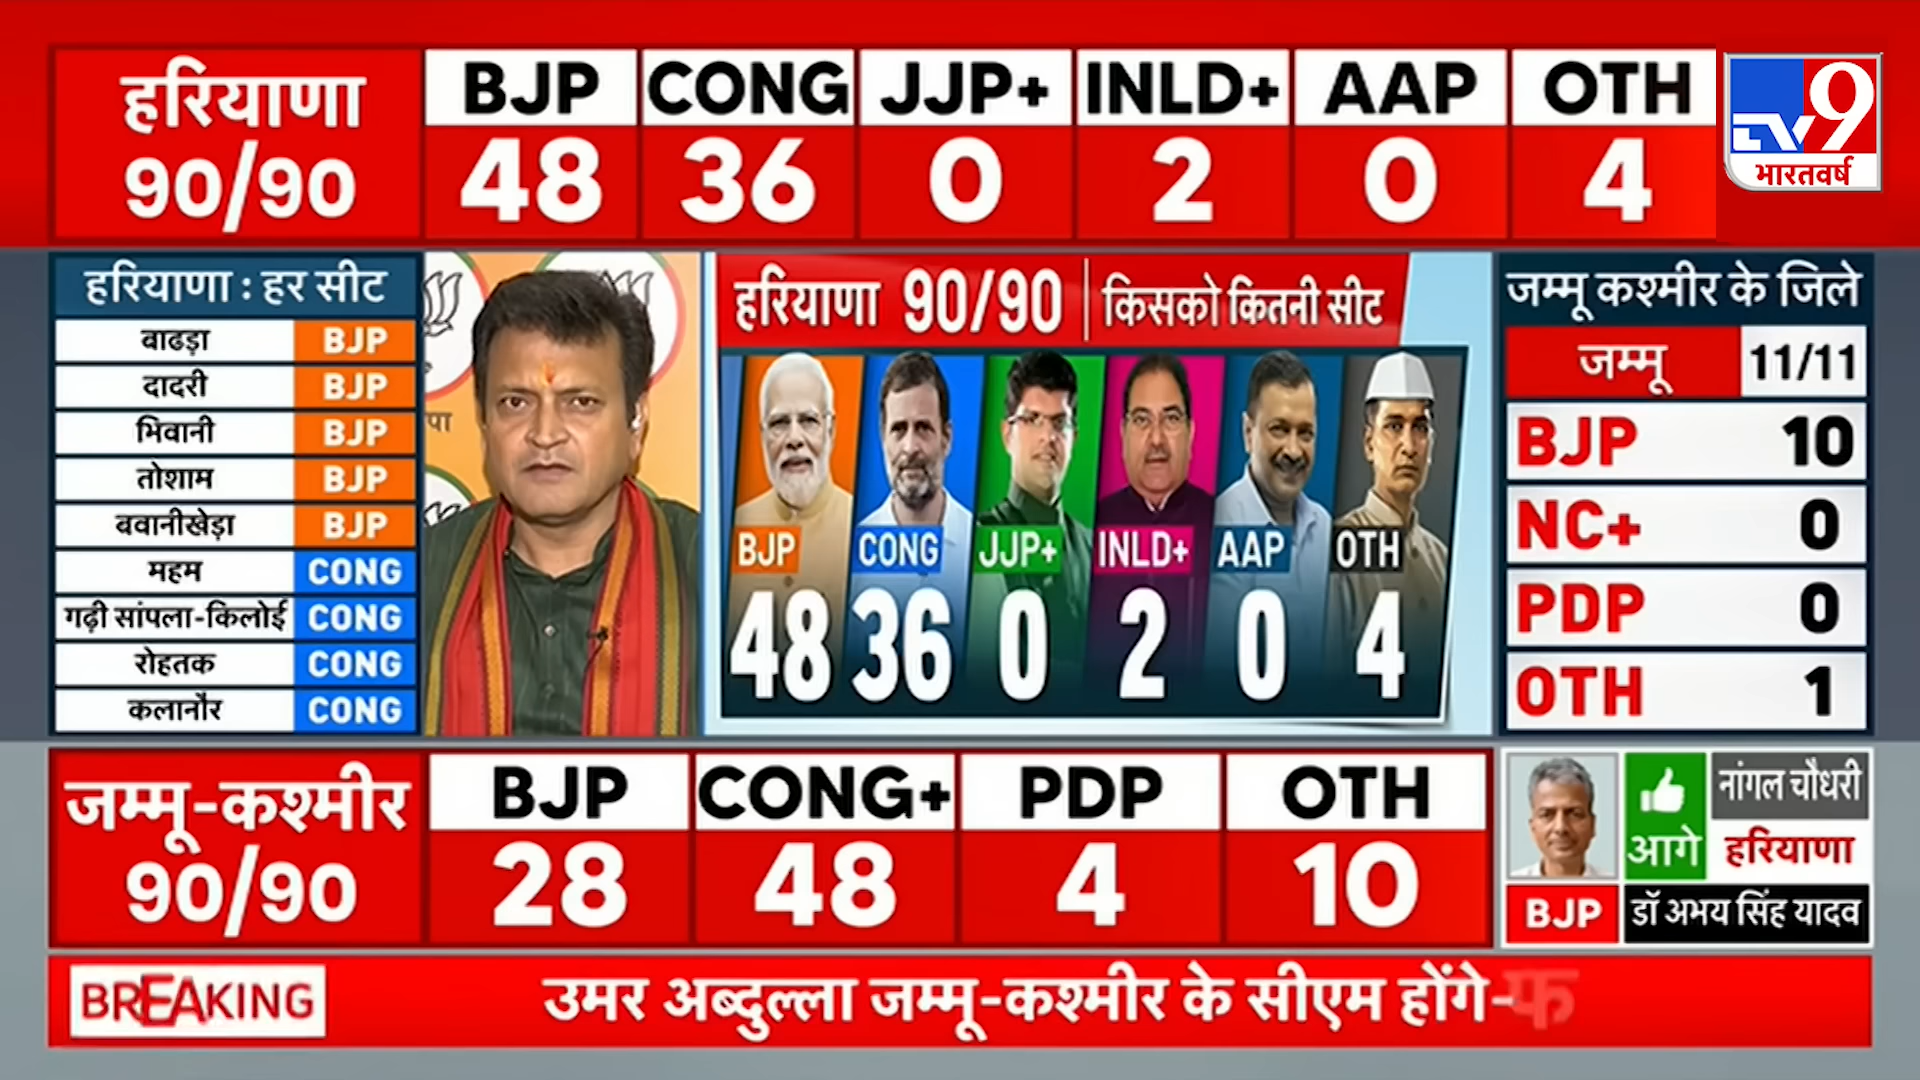 हरियाणा
90/90
BJP CONG JJP+ INLD+ AAP OTH
48 36 0 2 0 4
TV9
भारतवर्ष
हरियाणा : हर सीट
बाढड़ा BJP
दादरी BJP
भिवानी BJP
तोशाम BJP
बवानीखेड़ा BJP
महम CONG
गढ़ी सांपला-किलोई CONG
रोहतक CONG
कलानौर CONG
पा
हरियाणा 90/90 किसको कितनी सीट
BJP CONG JJP+ INLD+ AAP OTH
48 36 0 2 0 4
जम्मू कश्मीर के जिले
जम्मू 11/11
BJP 10
NC+ 0
PDP 0
OTH 1
जम्मू-कश्मीर
90/90
BJP CONG+ PDP OTH
28 48 4 10
आगे
नांगल चौधरी
हरियाणा
BJP डॉ अभय सिंह यादव
BREAKING
उमर अब्दुल्ला जम्मू-कश्मीर के सीएम होंगे-फ